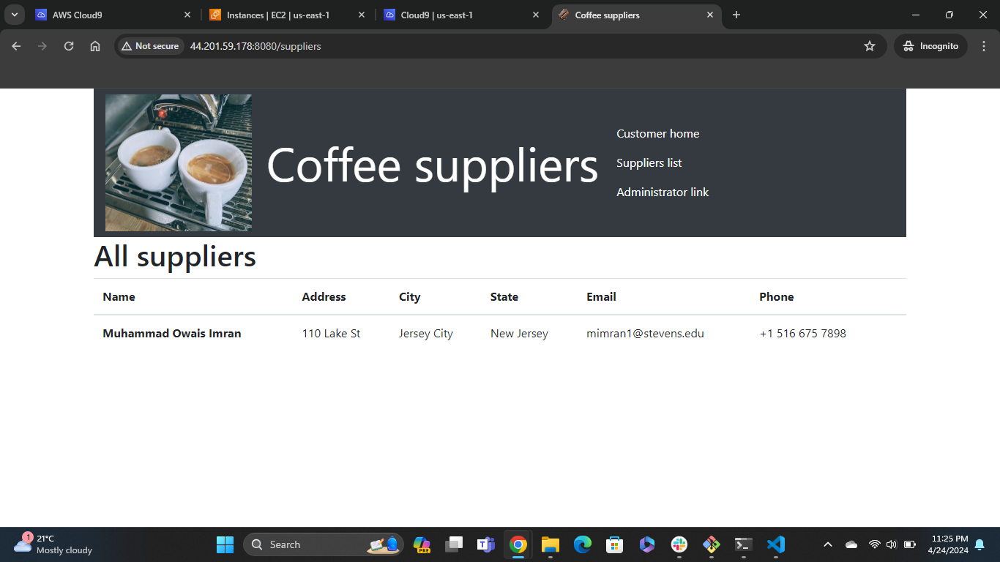 AWS Cloud9
Instances | EC2 | us-east-1
Cloud9 | us-east-1
Coffee suppliers
Not secure
44.201.59.178:8080/suppliers
Incognito
Coffee suppliers
Customer home
Suppliers list
Administrator link
All suppliers
Name Address City State Email Phone
Muhammad Owais Imran 110 Lake St Jersey City New Jersey mimran1@stevens.edu +1 516 675 7898
1
21°C
Mostly cloudy
Search
PRE
11:25 PM
4/24/2024